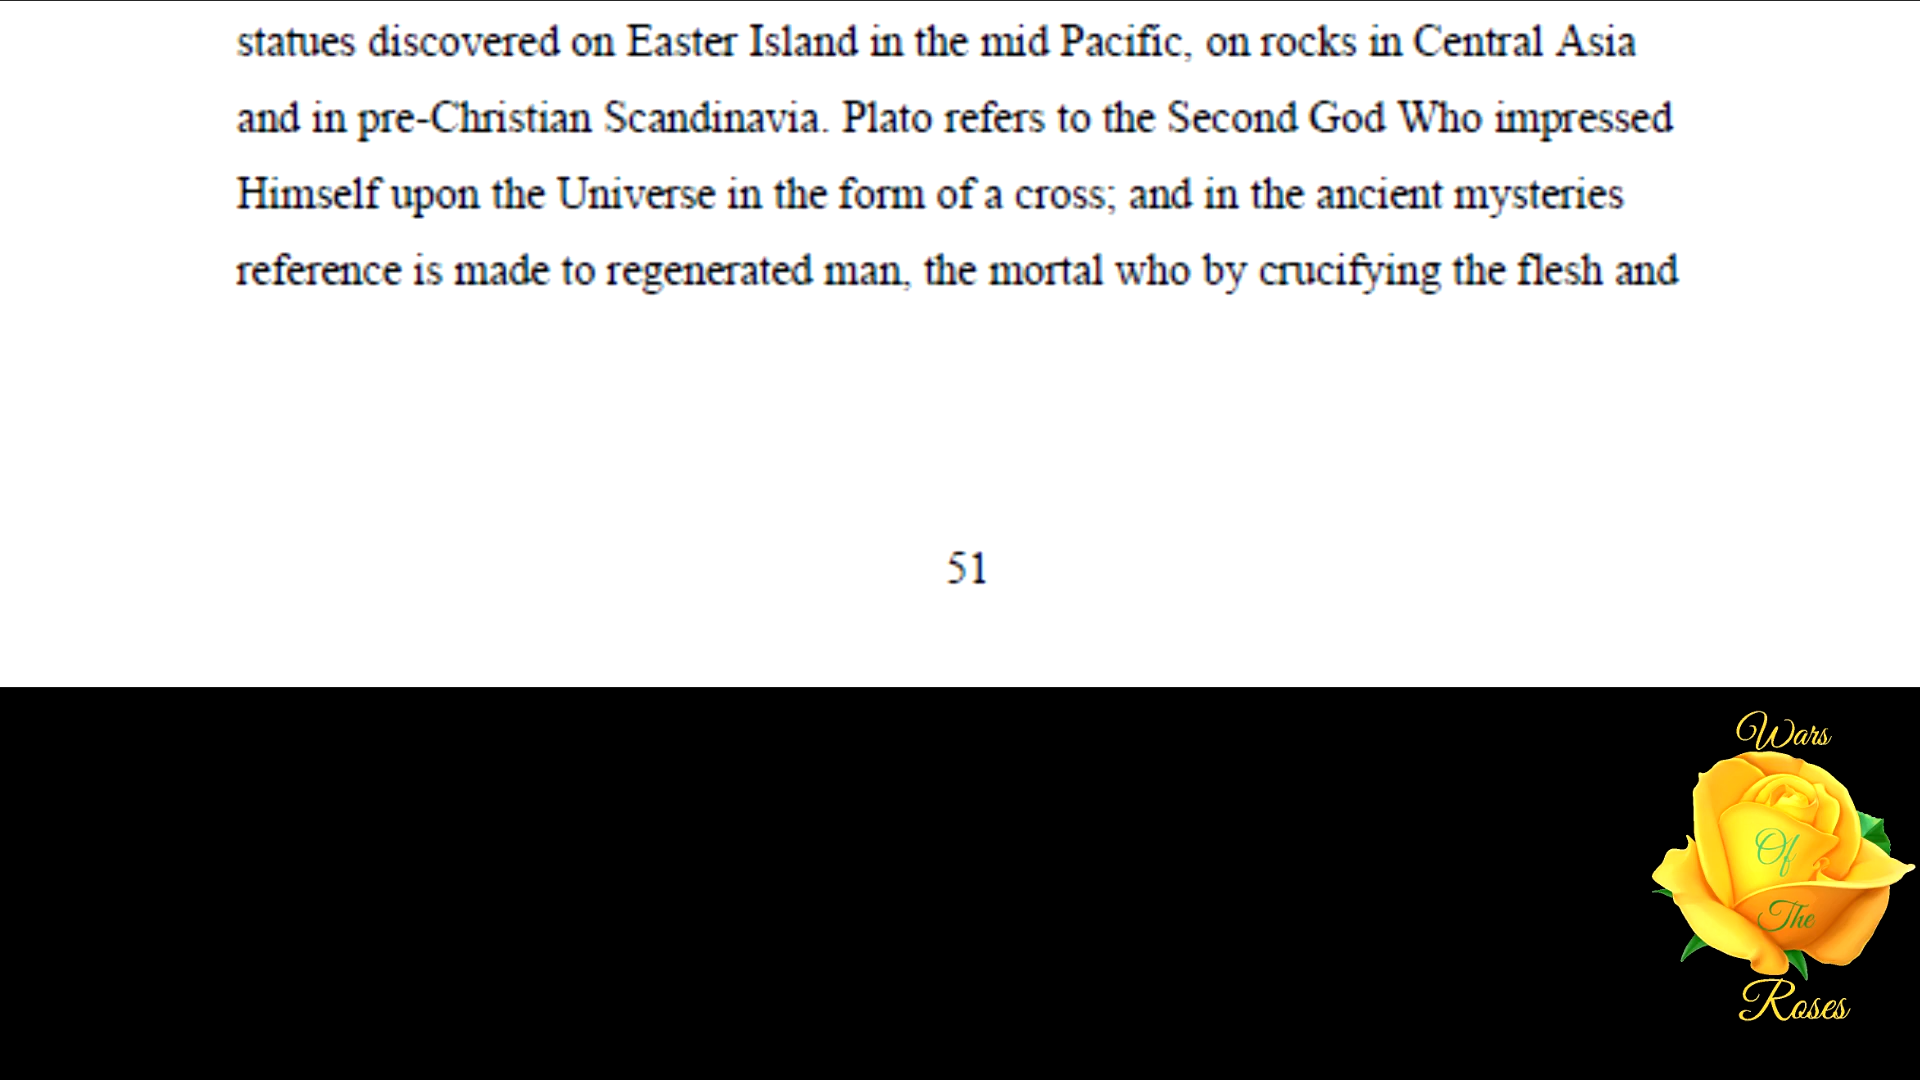 statues discovered on Easter Island in the mid Pacific, on rocks in Central Asia
and in pre-Christian Scandinavia. Plato refers to the Second God Who impressed
Himself upon the Universe in the form of a cross; and in the ancient mysteries
reference is made to regenerated man, the mortal who by crucifying the flesh and
51
Wars
Of
The
Roses